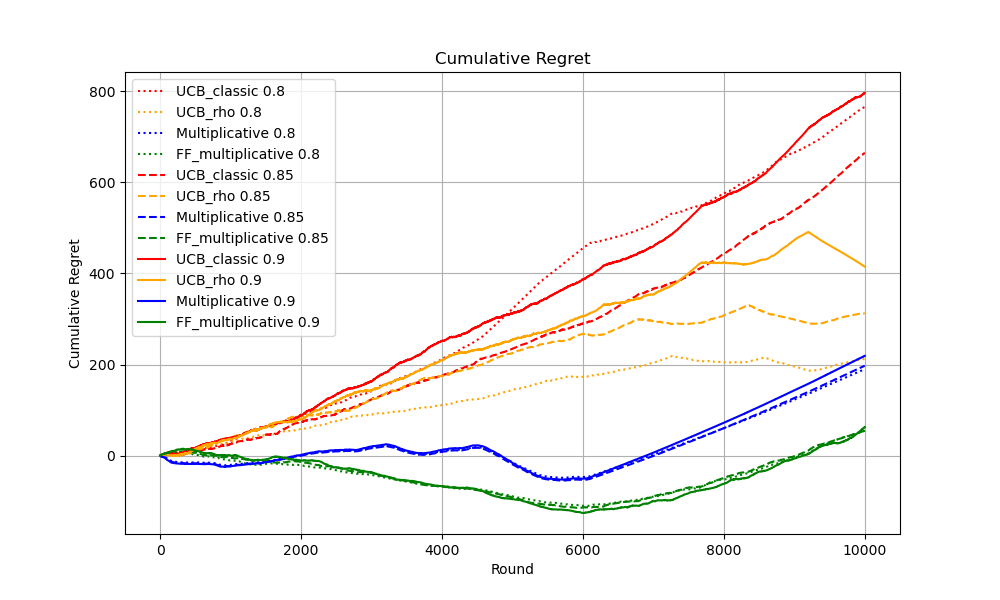 Cumulative Regret
800
600
400
200
0
Cumulative Regret
UCB_classic 0.8
UCB_rho 0.8
Multiplicative 0.8
FF_multiplicative 0.8
UCB_classic 0.85
UCB_rho 0.85
Multiplicative 0.85
FF_multiplicative 0.85
UCB_classic 0.9
UCB_rho 0.9
Multiplicative 0.9
FF_multiplicative 0.9
0 2000 4000 6000 8000 10000
Round